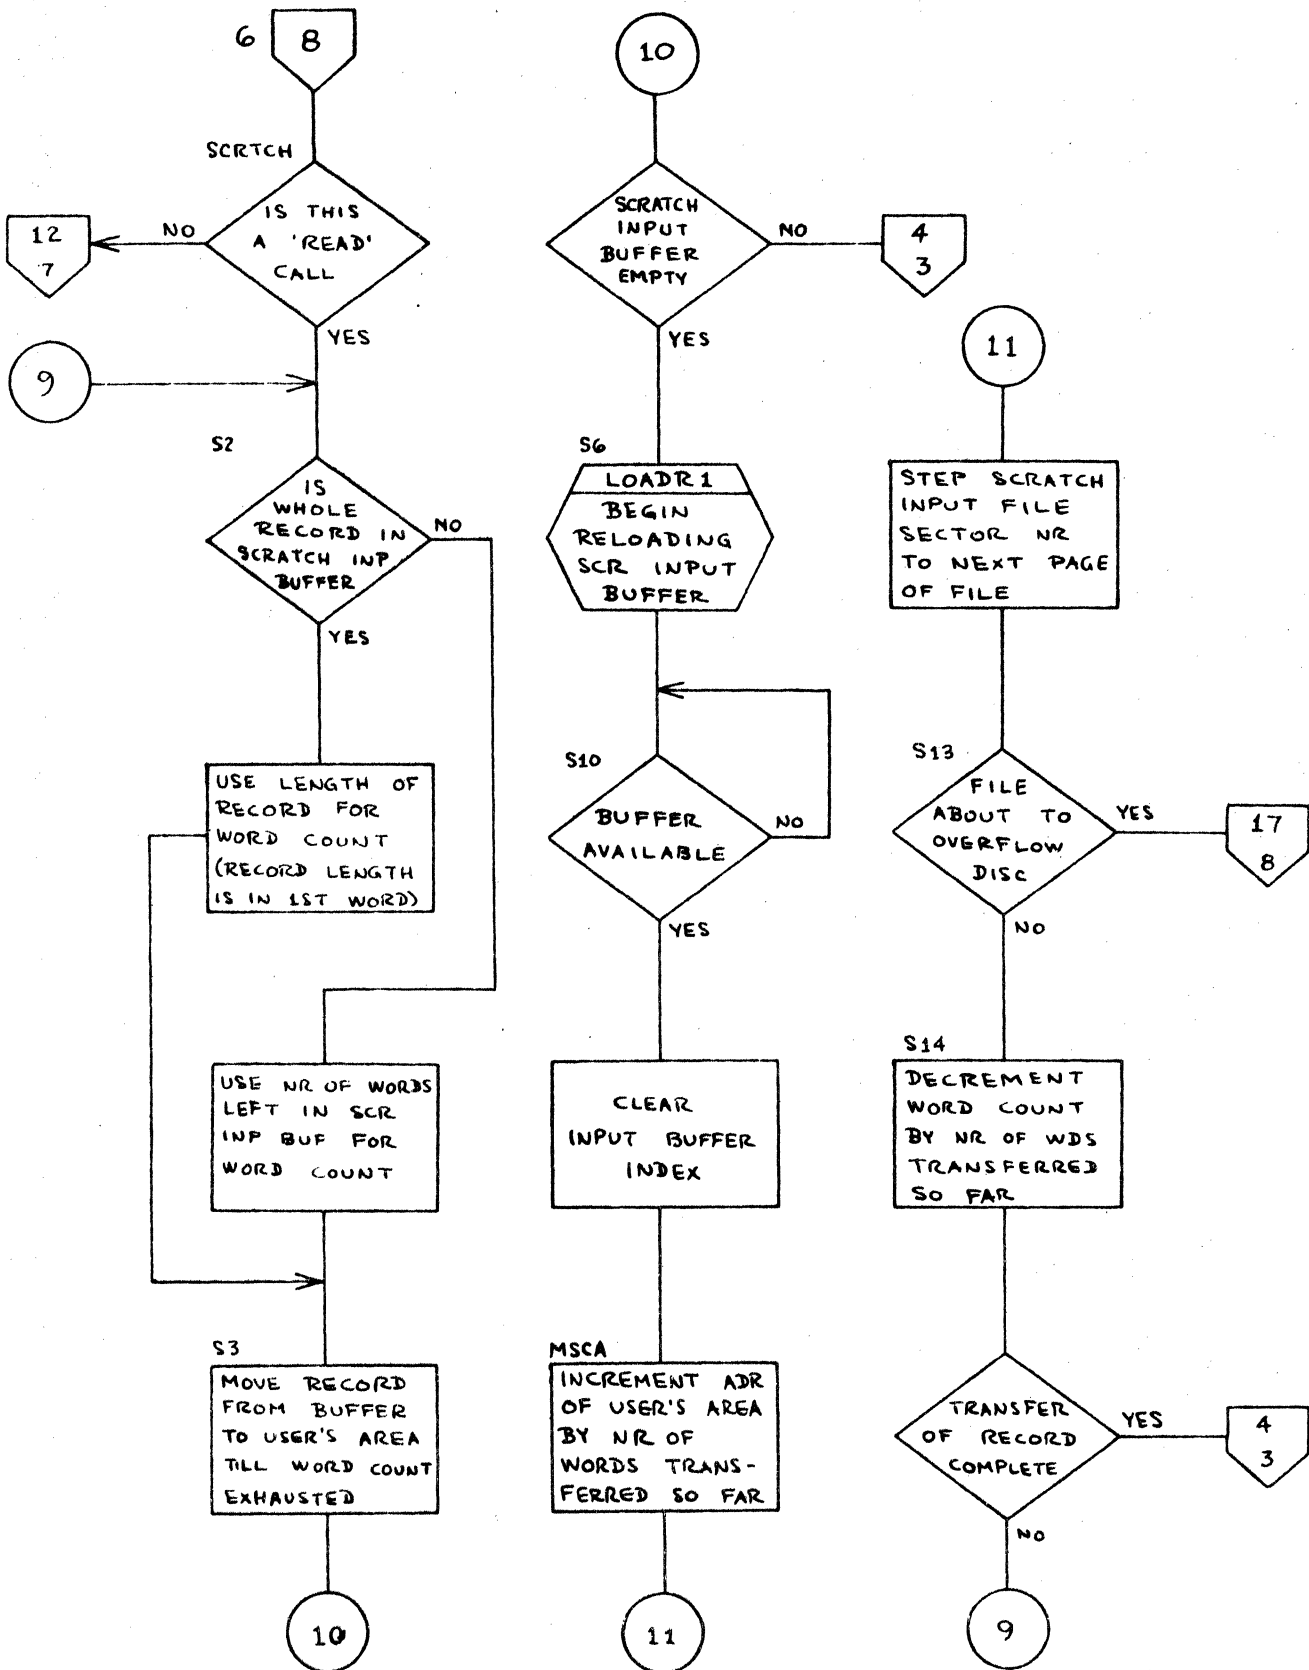 6
8
SCRTCH
IS THIS
A 'READ'
CALL
NO
12
7
YES
9
S2
IS
WHOLE
RECORD IN
SCRATCH INP
BUFFER
NO
YES
USE LENGTH OF
RECORD FOR
WORD COUNT
(RECORD LENGTH
IS IN 1ST WORD)
USE NR OF WORDS
LEFT IN SCR
INP BUF FOR
WORD COUNT
S3
MOVE RECORD
FROM BUFFER
TO USER'S AREA
TILL WORD COUNT
EXHAUSTED
10
10
SCRATCH
INPUT
BUFFER
EMPTY
NO
4
3
YES
S6
LOADR1
BEGIN
RELOADING
SCR INPUT
BUFFER
S10
BUFFER
AVAILABLE
NO
YES
CLEAR
INPUT BUFFER
INDEX
MSCA
INCREMENT ADR
OF USER'S AREA
BY NR OF
WORDS TRANS-
FERRED SO FAR
11
11
STEP SCRATCH
INPUT FILE
SECTOR NR
TO NEXT PAGE
OF FILE
S13
FILE
ABOUT TO
OVERFLOW
DISC
YES
17
8
NO
S14
DECREMENT
WORD COUNT
BY NR OF WDS
TRANSFERRED
SO FAR
TRANSFER
OF RECORD
COMPLETE
YES
4
3
NO
9